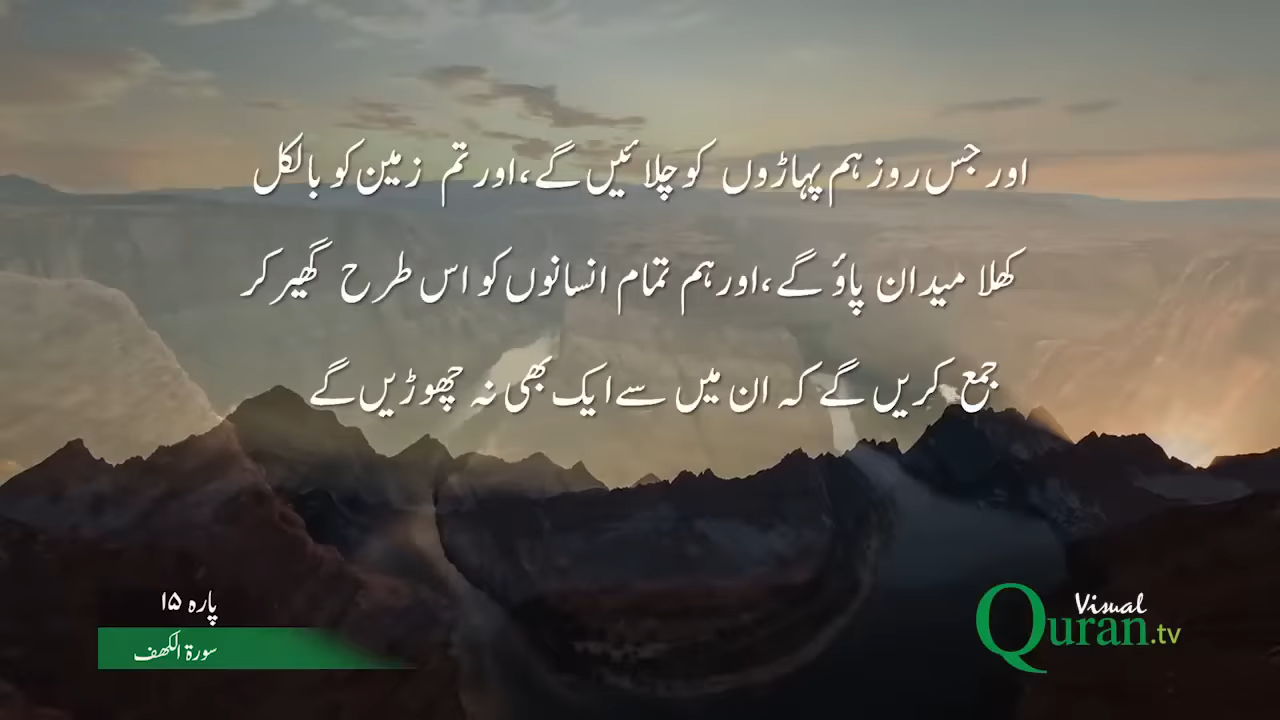 اور جس روز ہم پہاڑوں کو چلائیں گے، اور تم زمین کو بالکل
کھلا میدان پاؤ گے، اور ہم تمام انسانوں کو اس طرح گھیر کر
جمع کریں گے کہ ان میں سے ایک بھی نہ چھوڑیں گے
پارہ ۱۵
سورۃ الکھف
Visual
Quran.tv